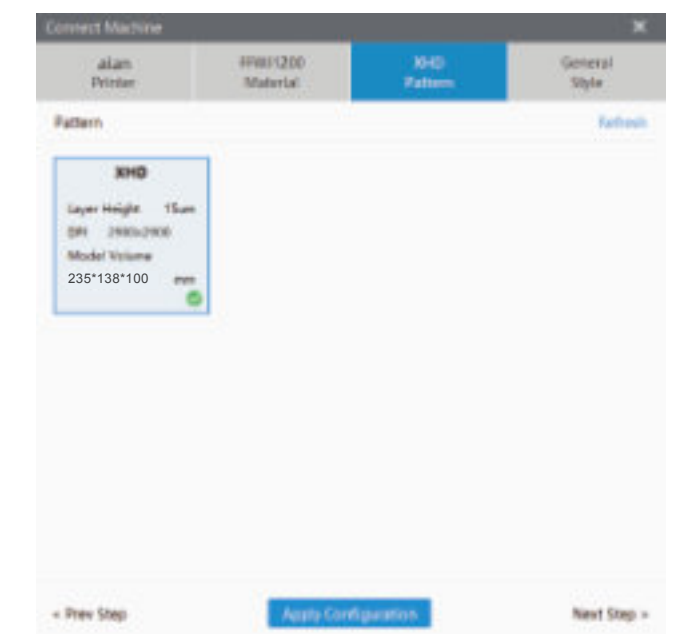 Connect Machine
alan
Printer
Material
XHD
Pattern
General
Style
Pattern
Refresh
XHD
Layer Height 15um
DPI 2900x2900
Model Volume
235*138*100 mm
« Prev Step
Apply Configuration
Next Step »